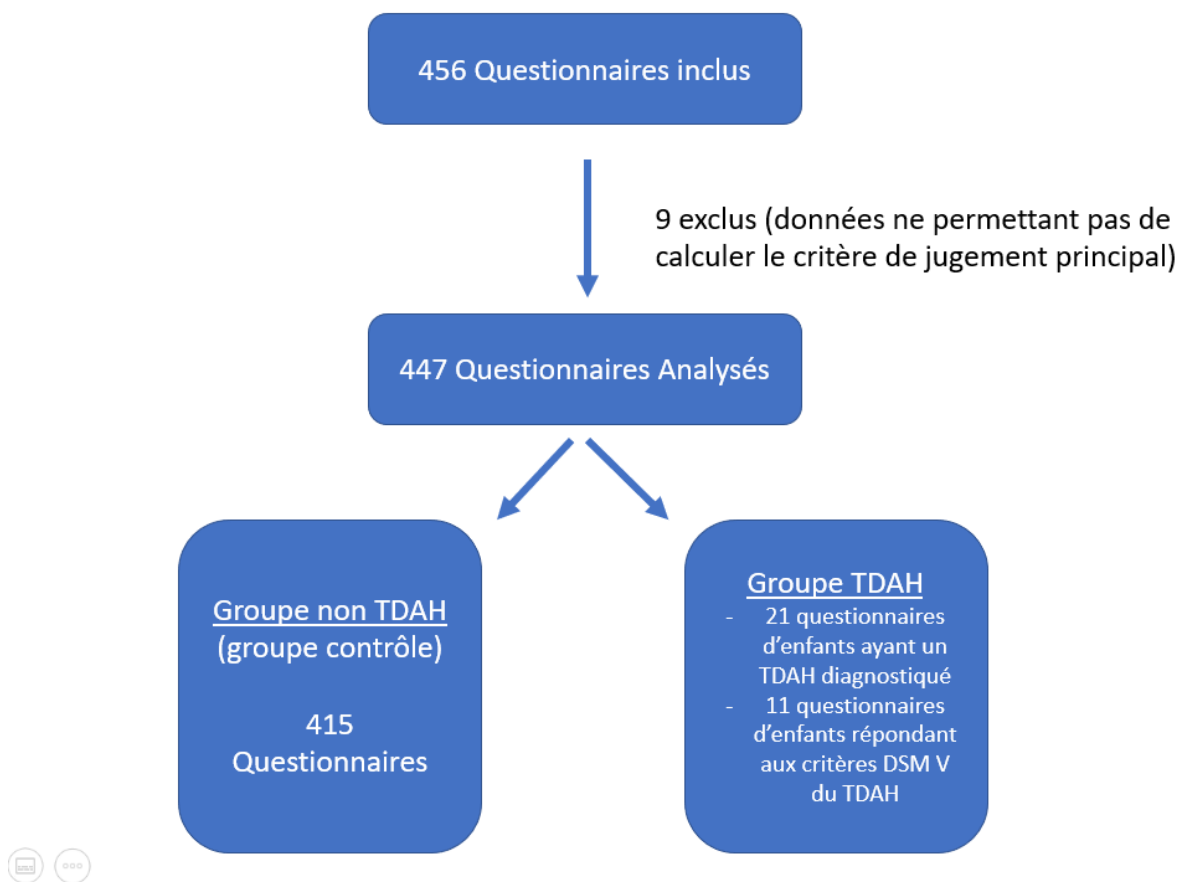 456 Questionnaires inclus
9 exclus (données ne permettant pas de
calculer le critère de jugement principal)
447 Questionnaires Analysés
Groupe non TDAH
(groupe contrôle)
415
Questionnaires
Groupe TDAH
- 21 questionnaires
d’enfants ayant un
TDAH diagnostiqué
- 11 questionnaires
d’enfants répondant
aux critères DSM V
du TDAH